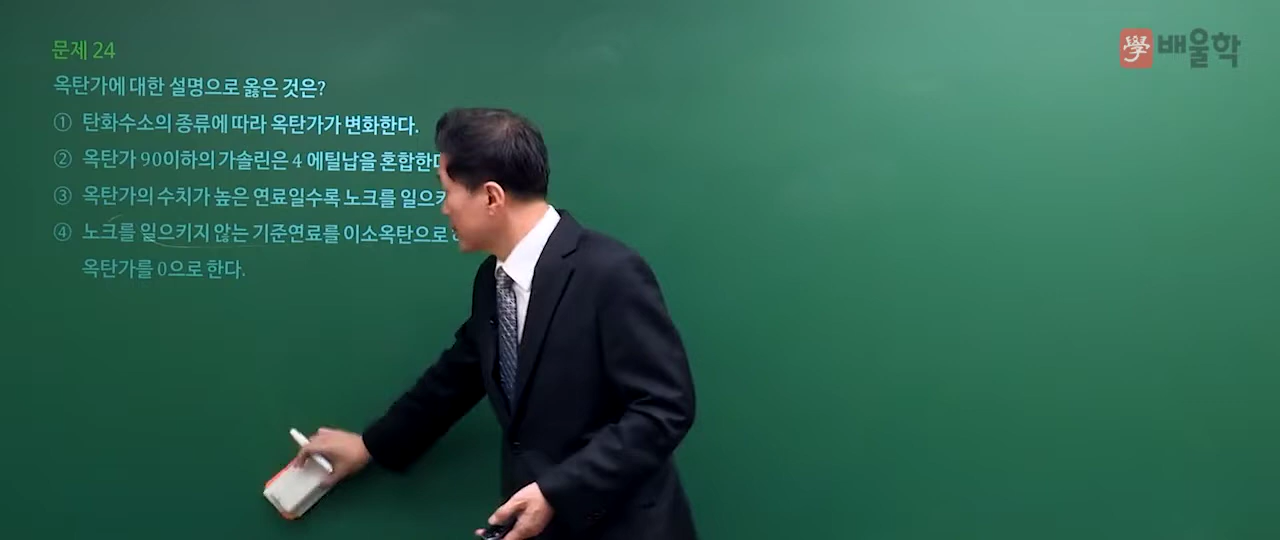 문제 24
學 배울학
옥탄가에 대한 설명으로 옳은 것은?
① 탄화수소의 종류에 따라 옥탄가가 변화한다.
② 옥탄가 90이하의 가솔린은 4 에틸납을 혼합한
③ 옥탄가의 수치가 높은 연료일수록 노크를
④ 노크를 일으키지 않는 기준연료를 이소옥탄으로
옥탄가를 0으로 한다.